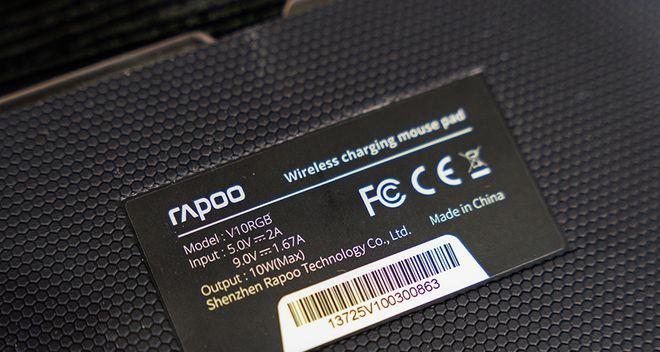 rapoo
Wireless charging mouse pad
Model : V10RGB
Input : 5.0V⎓2A
9.0V⎓1.67A
Output : 10W(Max)
Shenzhen Rapoo Technology Co., Ltd.
FC CE
Made in China
13725V100300863